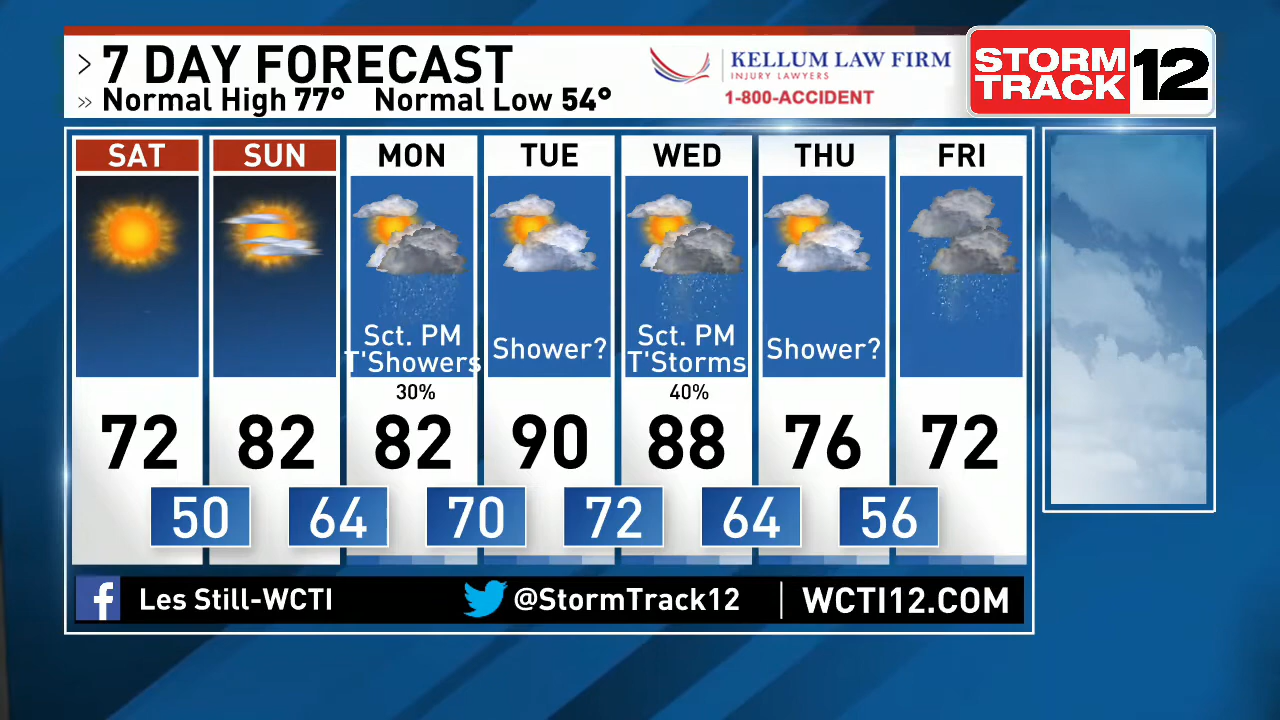 > 7 DAY FORECAST
» Normal High 77° Normal Low 54°
KELLUM LAW FIRM
INJURY LAWYERS
1-800-ACCIDENT
STORM
TRACK
12
SAT SUN MON TUE WED THU FRI
Sct. PM
T'Showers
Shower?
Sct. PM
T'Storms
Shower?
30% 40%
72 82 82 90 88 76 72
50 64 70 72 64 56
f Les Still-WCTI @StormTrack12 | WCTI12.COM